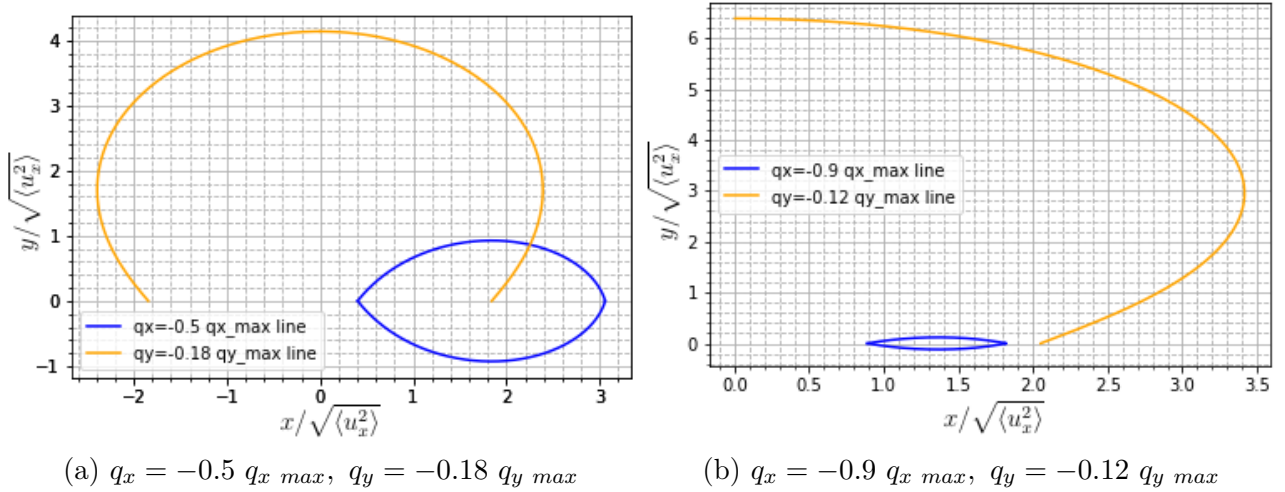 4
3
2
1
0
−1
−2
−1
0
1
2
3
y/√⟨u_x^2⟩
x/√⟨u_x^2⟩
qx=-0.5 qx_max line
qy=-0.18 qy_max line
(a) q_x = −0.5 q_{x max}, q_y = −0.18 q_{y max}
6
5
4
3
2
1
0
0.0
0.5
1.0
1.5
2.0
2.5
3.0
3.5
y/√⟨u_x^2⟩
x/√⟨u_x^2⟩
qx=-0.9 qx_max line
qy=-0.12 qy_max line
(b) q_x = −0.9 q_{x max}, q_y = −0.12 q_{y max}